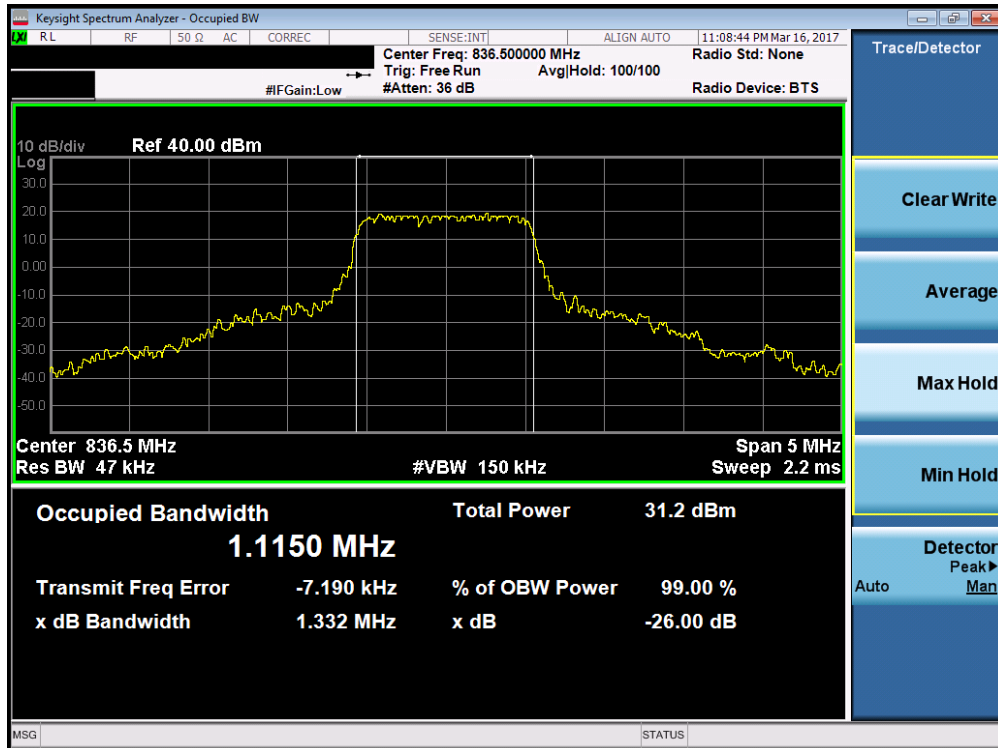 Keysight Spectrum Analyzer - Occupied BW
LXI RL RF 50 Ω AC CORREC SENSE:INT ALIGN AUTO 11:08:44 PM Mar 16, 2017
Center Freq: 836.500000 MHz Radio Std: None
Trig: Free Run Avg|Hold: 100/100
#IFGain:Low #Atten: 36 dB Radio Device: BTS
Trace/Detector
10 dB/div Ref 40.00 dBm
Log
30.0
20.0
10.0
0.00
-10.0
-20.0
-30.0
-40.0
-50.0
Center 836.5 MHz Span 5 MHz
Res BW 47 kHz #VBW 150 kHz Sweep 2.2 ms
Occupied Bandwidth Total Power 31.2 dBm
1.1150 MHz
Transmit Freq Error -7.190 kHz % of OBW Power 99.00 %
x dB Bandwidth 1.332 MHz x dB -26.00 dB
Clear Write
Average
Max Hold
Min Hold
Detector
Peak▶
Auto Man
MSG STATUS